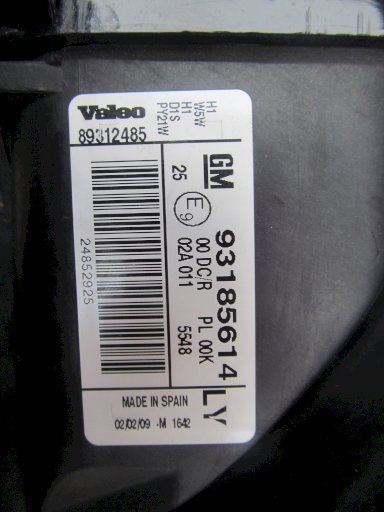 Valeo
89312485
H1
W5W
H1
D1S
PY21W
GM
25
E9
93185614
LY
00 DC/R
PL 00K
02A 011
5548
24852925
MADE IN SPAIN
02/02/09 -M 1642